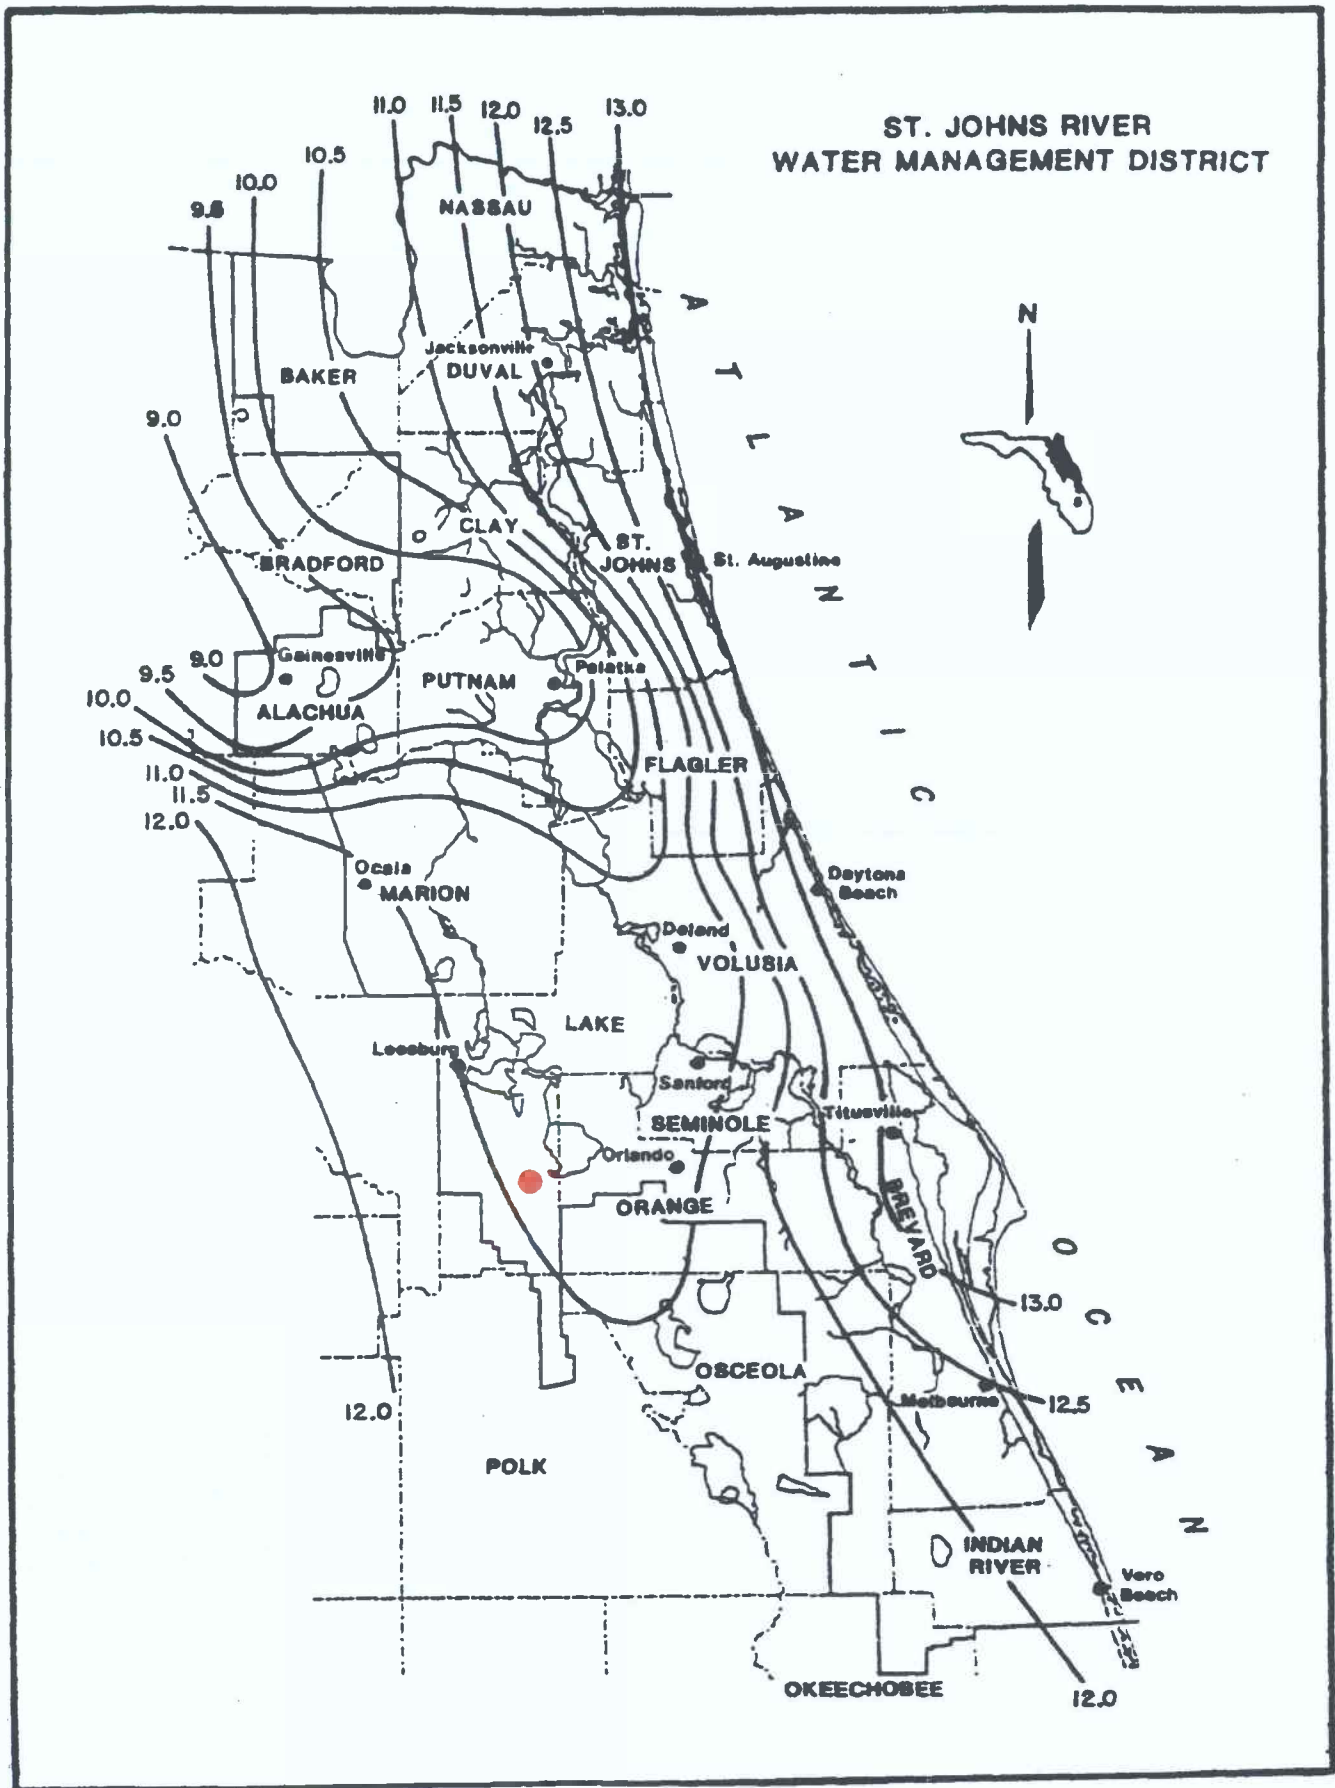 ST. JOHNS RIVER
WATER MANAGEMENT DISTRICT
11.0
11.5
12.0
12.5
13.0
10.5
10.0
9.5
NASSAU
N
Jacksonville
DUVAL
BAKER
9.0
CLAY
BRADFORD
ST.
JOHNS
St. Augustine
Gainesville
9.0
9.5
10.0
10.5
11.0
11.5
12.0
ALACHUA
PUTNAM
Palatka
FLAGLER
Ocala
MARION
Daytona
Beach
Deland
VOLUSIA
LAKE
Leesburg
Sanford
SEMINOLE
Titusville
Orlando
ORANGE
BREVARD
13.0
OSCEOLA
Melbourne
12.5
12.0
POLK
INDIAN
RIVER
Vero
Beach
OKEECHOBEE
12.0
ATLANTIC
OCEAN